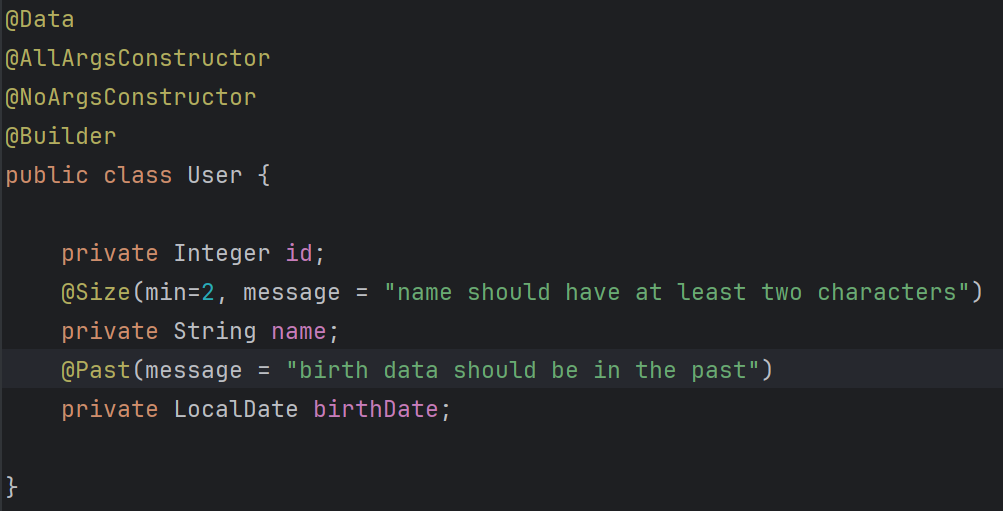 @Data
@AllArgsConstructor
@NoArgsConstructor
@Builder
public class User {
    private Integer id;
    @Size(min=2, message = "name should have at least two characters")
    private String name;
    @Past(message = "birth data should be in the past")
    private LocalDate birthDate;
}